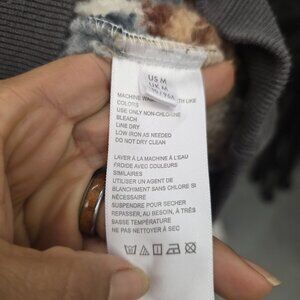 US M
UK M
MACHINE WASH WITH LIKE
COLORS
USE ONLY NON-CHLORINE
BLEACH
LINE DRY
LOW IRON AS NEEDED
DO NOT DRY CLEAN
LAVER À LA MACHINE À L'EAU
FROIDE AVEC COULEURS
SIMILAIRES
UTILISER UN AGENT DE
BLANCHIMENT SANS CHLORE SI
NÉCESSAIRE
SUSPENDRE POUR SÉCHER
REPASSER, AU BESOIN, À TRÈS
BASSE TEMPÉRATURE
NE PAS NETTOYER À SEC